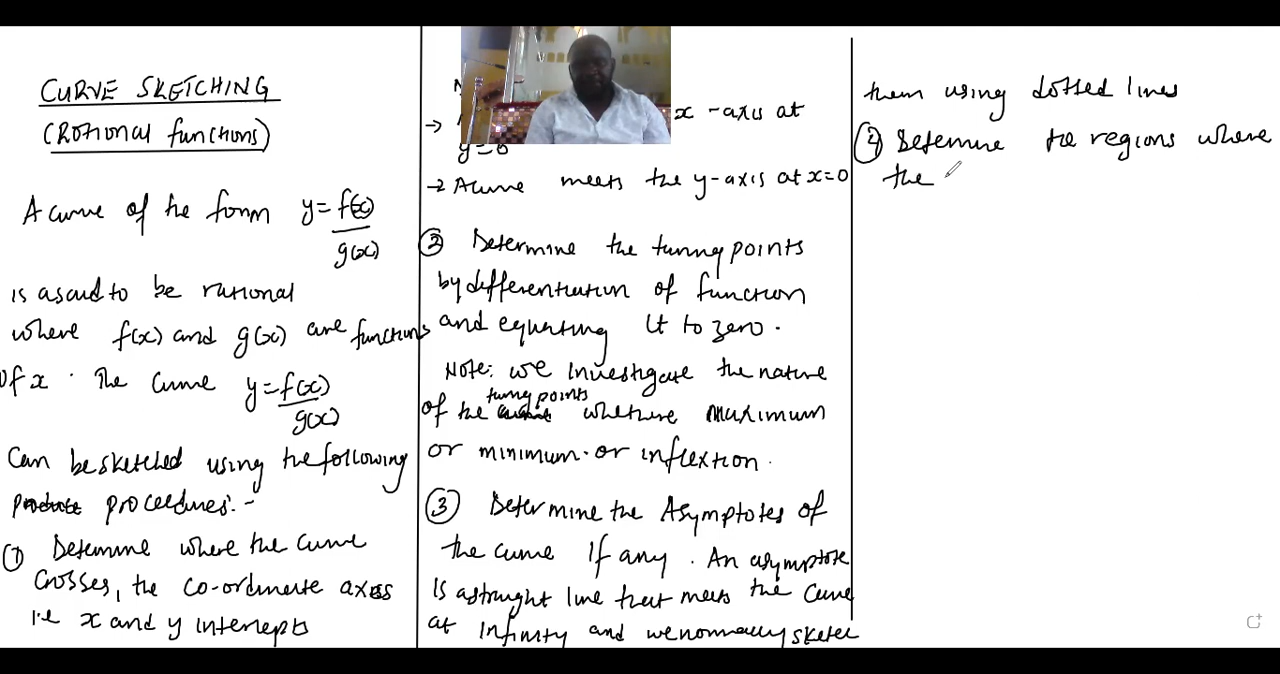 CURVE SKETCHING
(Rational functions)
A curve of the form y = f(x)
g(x)
is asaid to be rational
where f(x) and g(x) are functions
of x. The curve y = f(x)
g(x)
Can be sketched using the following
procedures:-
① Determine where the curve
crosses, the co-ordinate axes
i.e x and y intercepts
x-axis at
y=0
→ A curve meets the y-axis at x=0
② Determine the turning points
by differentiation of function
and equating it to zero.
Note: we investigate the nature
turning points
of the whether maximum
or minimum or inflextion.
③ Determine the Asymptotes of
the curve if any. An asymptote
is a straight line that meets the curve
at infinity and we normally sketch
them using dotted lines
④ Determine the regions where
the